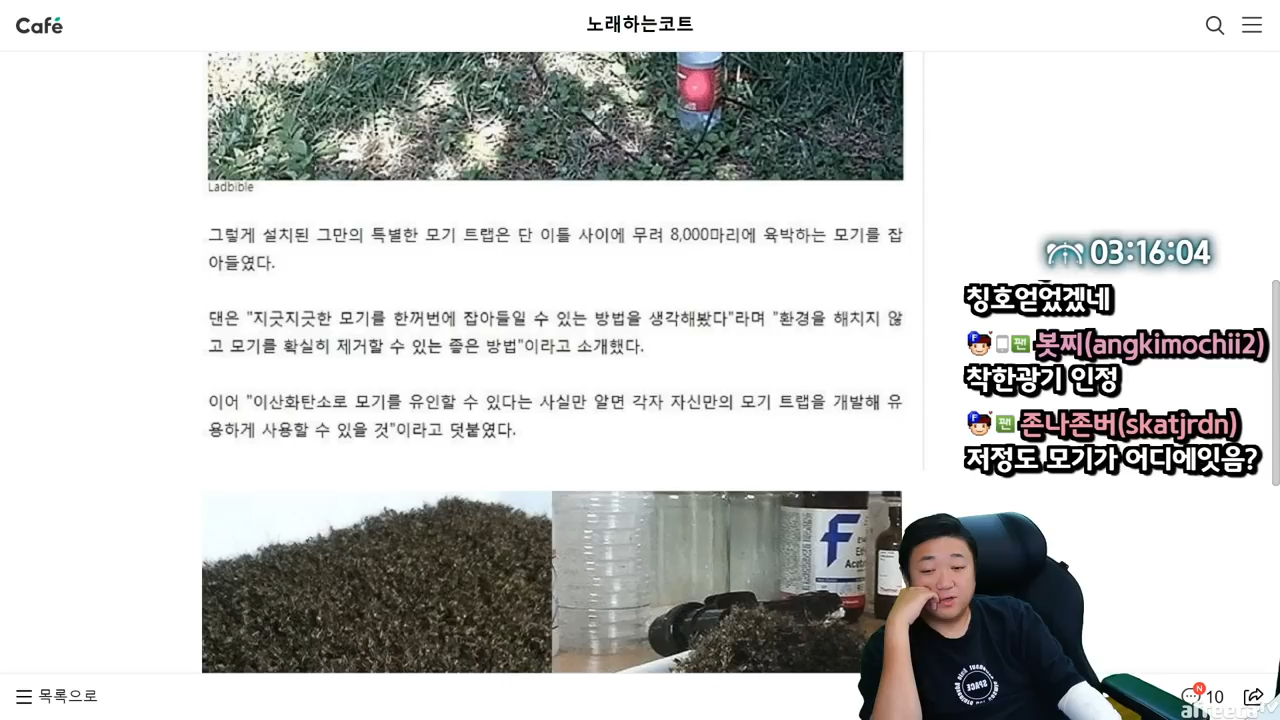 Café
노래하는코트
Ladbible
그렇게 설치된 그만의 특별한 모기 트랩은 단 이틀 사이에 무려 8,000마리에 육박하는 모기를 잡
아들였다.
댄은 "지긋지긋한 모기를 한꺼번에 잡아들일 수 있는 방법을 생각해봤다"라며 "환경을 해치지 않
고 모기를 확실히 제거할 수 있는 좋은 방법"이라고 소개했다.
이어 "이산화탄소로 모기를 유인할 수 있다는 사실만 알면 각자 자신만의 모기 트랩을 개발해 유
용하게 사용할 수 있을 것"이라고 덧붙였다.
03:16:04
칭호얻었겠네
F 팬 봇찌(angkimochii2)
착한광기 인정
F 팬 존나존버(skatjrdn)
저정도 모기가 어디에잇음?
F
SPACE
목록으로
N
10
afreecaTV